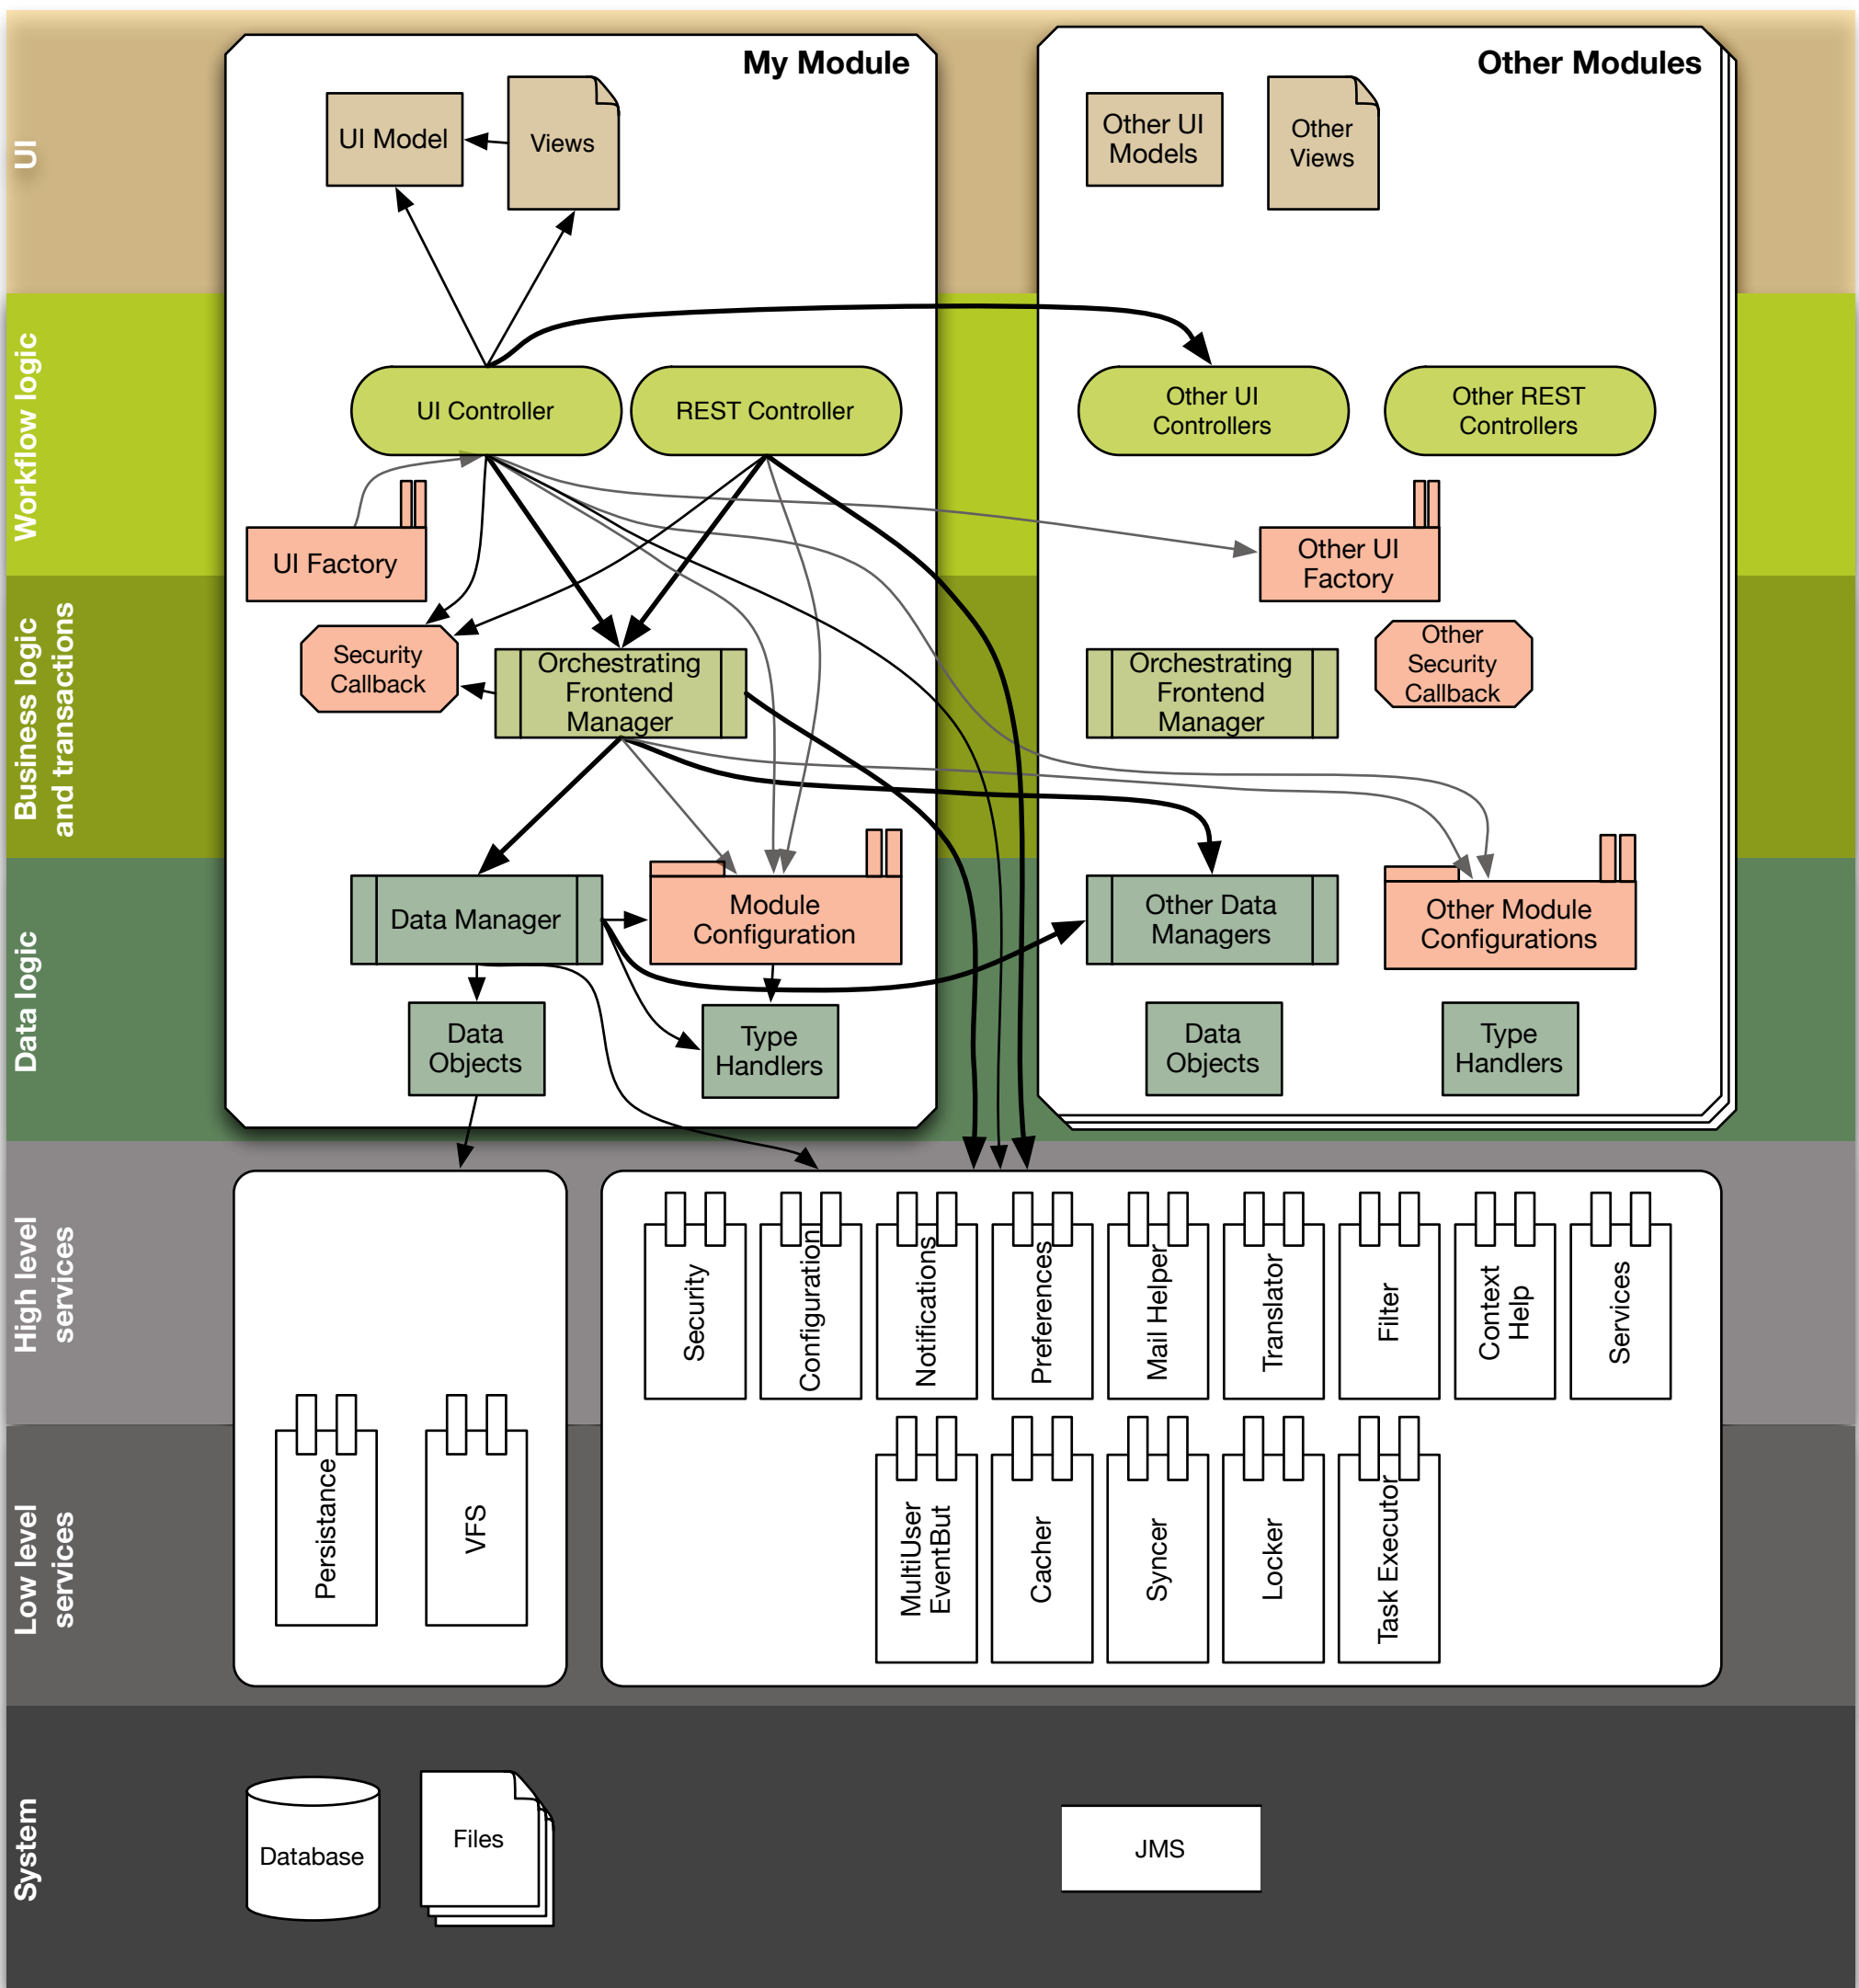 UI
My Module
Other Modules
UI Model
Views
Other UI
Models
Other
Views
Workflow logic
UI Controller
REST Controller
Other UI
Controllers
Other REST
Controllers
UI Factory
Other UI
Factory
Business logic
and transactions
Security
Callback
Orchestrating
Frontend
Manager
Orchestrating
Frontend
Manager
Other
Security
Callback
Data logic
Data Manager
Module
Configuration
Other Data
Managers
Other Module
Configurations
Data
Objects
Type
Handlers
Data
Objects
Type
Handlers
High level
services
Security
Configuration
Notifications
Preferences
Mail Helper
Translator
Filter
Context
Help
Services
Low level
services
Persistance
VFS
MultiUser
EventBut
Cacher
Syncer
Locker
Task Executor
System
Database
Files
JMS